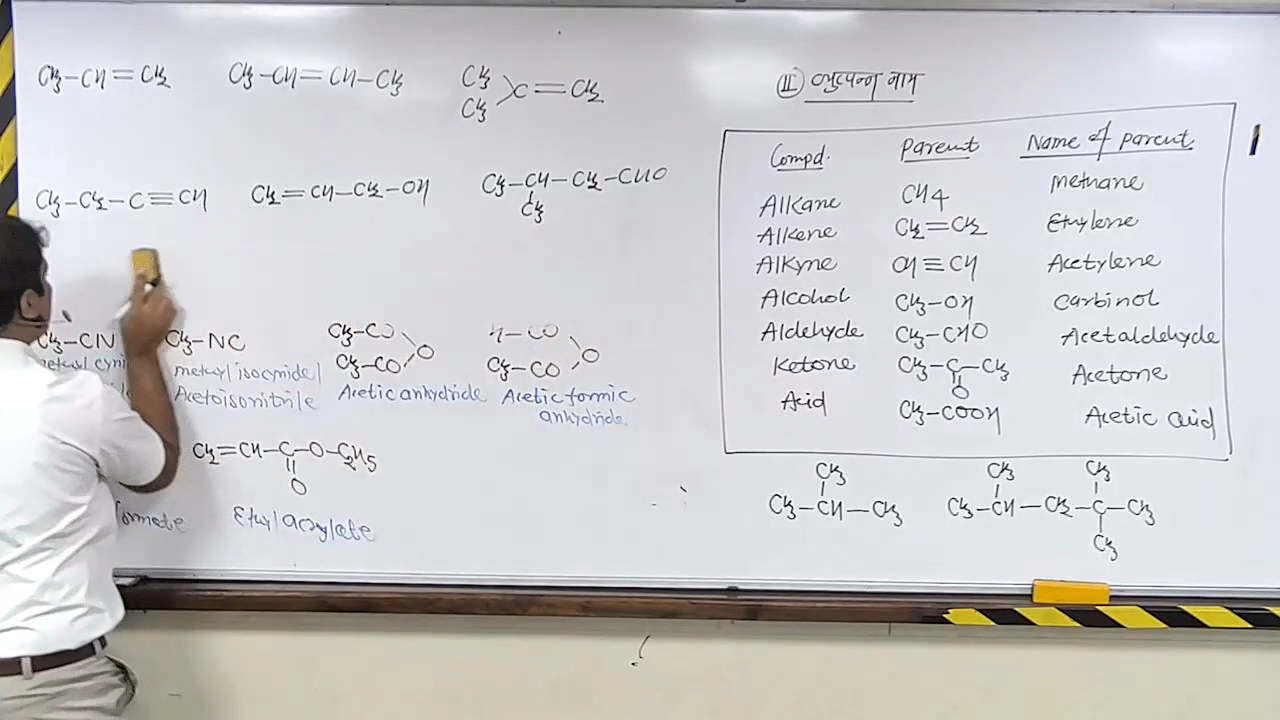 CH3-CH=CH2
CH3-CH=CH-CH3
CH3
CH3 >C=CH2
CH3-CH2-C≡CH
CH2=CH-CH2-OH
CH3-CH-CH2-CHO
CH3
CH3-CN
CH3-NC
methyl isocynide/
Acetoisonitrile
CH3-CO
CH3-CO O
Acetic anhydride
H-CO
CH3-CO O
Acetic formic
anhydride.
CH2=CH-C-O-C2H5
O
Ethyl acrylate
II व्युत्पन्न नाम
Compd. Parent Name of parent
Alkane CH4 Methane
Alkene CH2=CH2 Ethylene
Alkyne CH≡CH Acetylene
Alcohol CH3-OH Carbinol
Aldehyde CH3-CHO Acetaldehyde
Ketone CH3-C-CH3 Acetone
O
Acid CH3-COOH Acetic acid
CH3
CH3-CH-CH3
CH3 CH3
CH3-CH-CH2-C-CH3
CH3